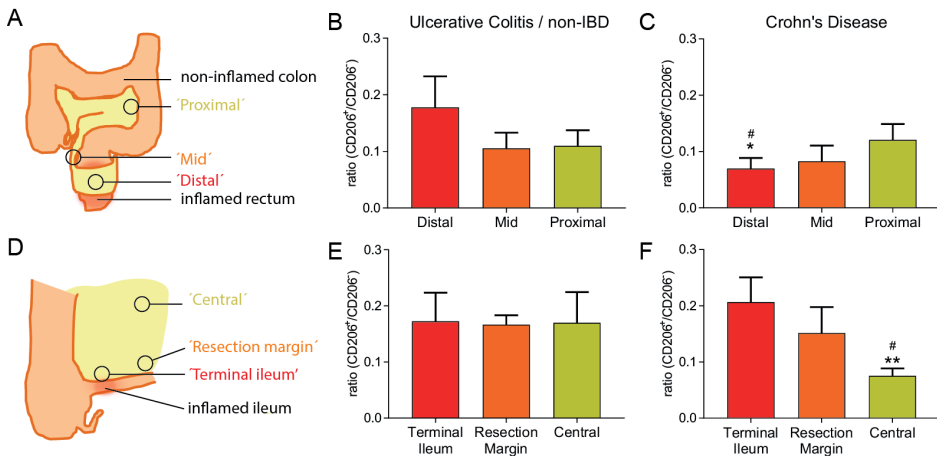 A
non-inflamed colon
´Proximal´
´Mid´
´Distal´
inflamed rectum
B
Ulcerative Colitis / non-IBD
ratio (CD206⁺/CD206⁻)
0.3
0.2
0.1
0.0
Distal
Mid
Proximal
C
Crohn's Disease
ratio (CD206⁺/CD206⁻)
0.3
0.2
0.1
0.0
#
*
Distal
Mid
Proximal
D
´Central´
´Resection margin´
´Terminal ileum’
inflamed ileum
E
ratio (CD206⁺/CD206⁻)
0.3
0.2
0.1
0.0
Terminal
Ileum
Resection
Margin
Central
F
ratio (CD206⁺/CD206⁻)
0.3
0.2
0.1
0.0
#
**
Terminal
Ileum
Resection
Margin
Central